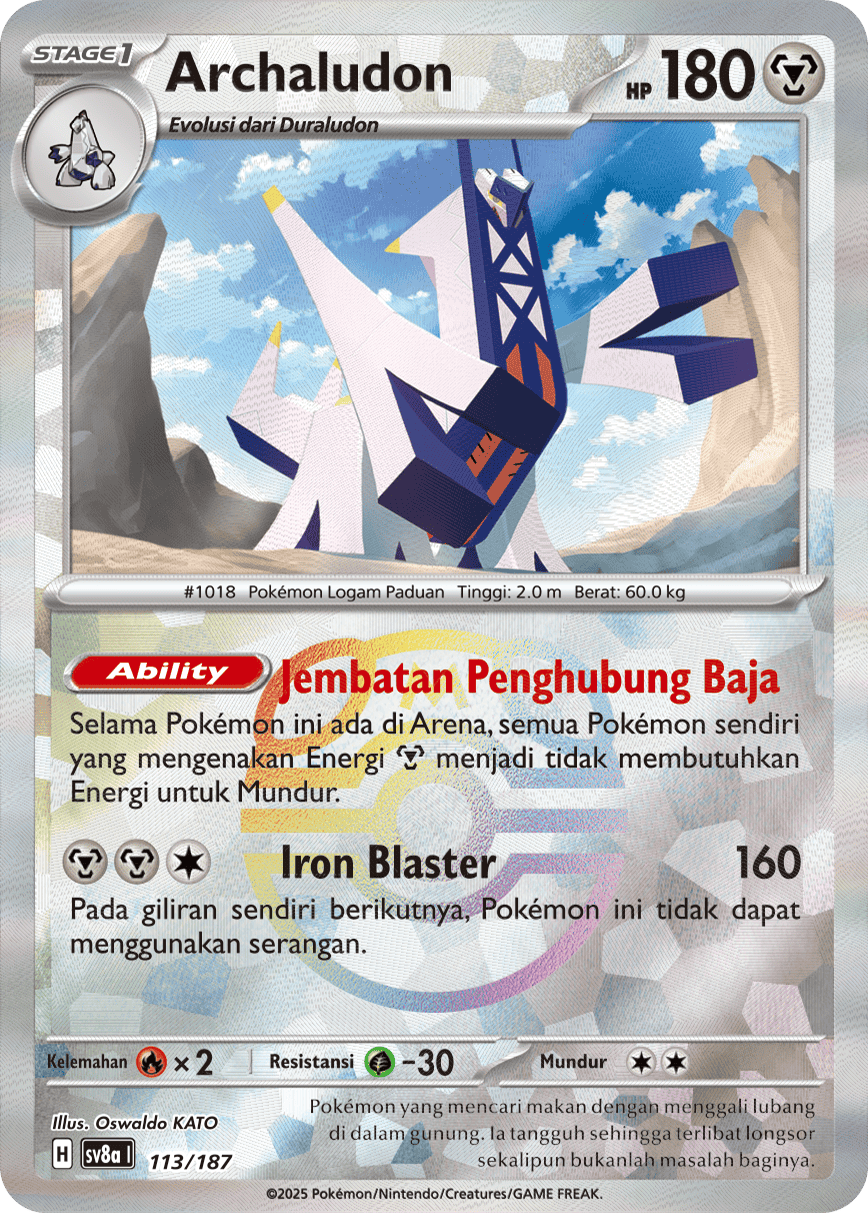 STAGE1 Archaludon HP 180
Evolusi dari Duraludon
#1018 Pokémon Logam Paduan Tinggi: 2.0 m Berat: 60.0 kg
Ability Jembatan Penghubung Baja
Selama Pokémon ini ada di Arena, semua Pokémon sendiri
yang mengenakan Energi menjadi tidak membutuhkan
Energi untuk Mundur.
Iron Blaster 160
Pada giliran sendiri berikutnya, Pokémon ini tidak dapat
menggunakan serangan.
Kelemahan ×2 Resistansi -30 Mundur
Illus. Oswaldo KATO
H sv8a I 113/187
Pokémon yang mencari makan dengan menggali lubang
di dalam gunung. Ia tangguh sehingga terlibat longsor
sekalipun bukanlah masalah baginya.
©2025 Pokémon/Nintendo/Creatures/GAME FREAK.